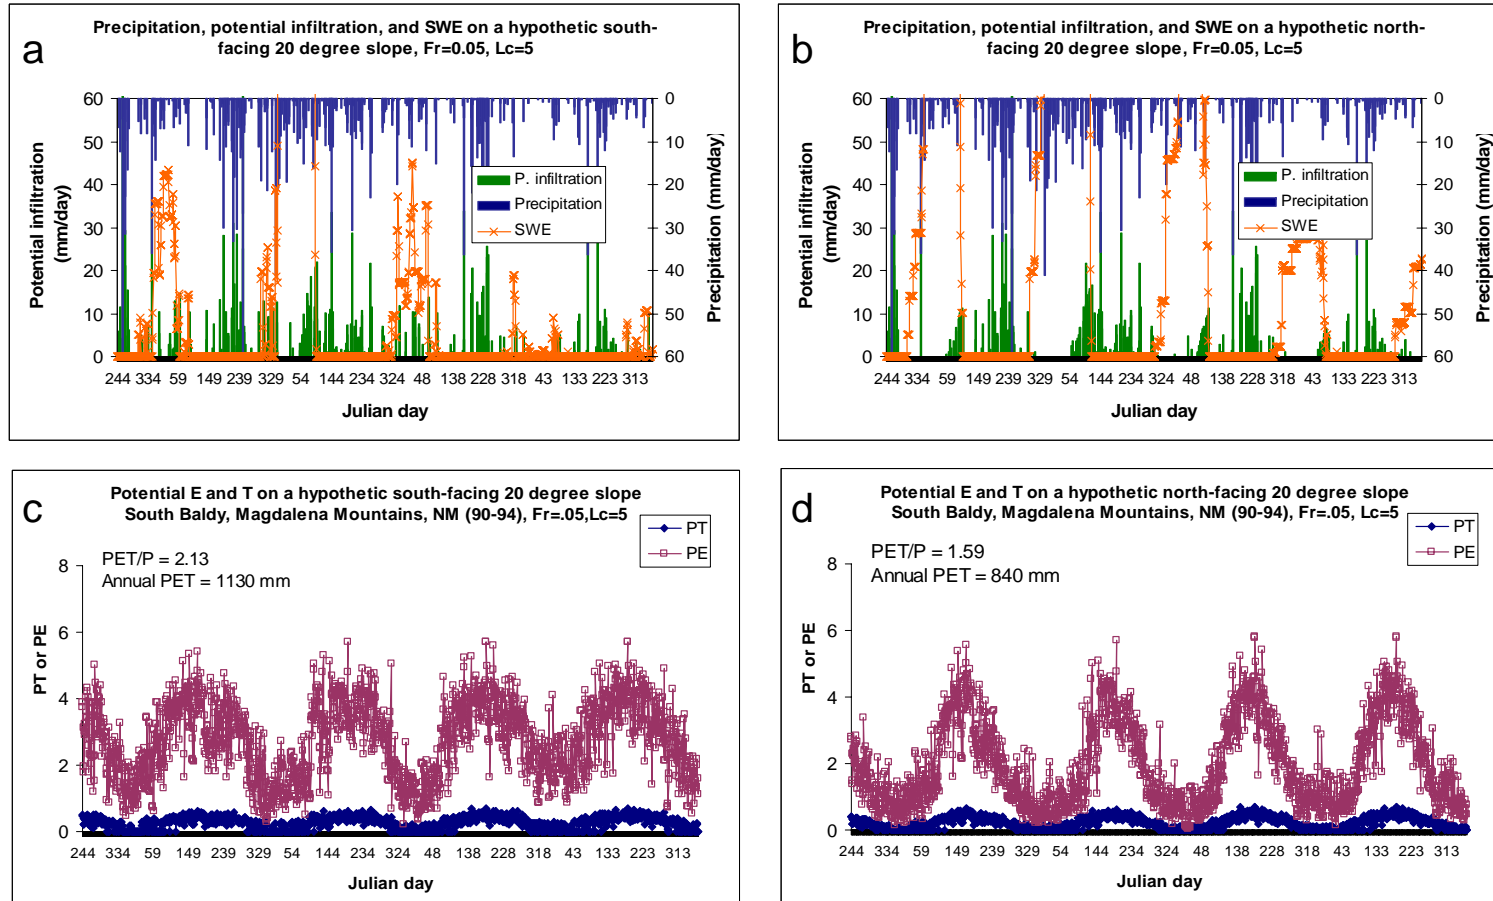 a
Precipitation, potential infiltration, and SWE on a hypothetic south-
facing 20 degree slope, Fr=0.05, Lc=5
Potential infiltration
(mm/day)
60
50
40
30
20
10
0
0
10
20
30
40
50
60
Precipitation (mm/day)
P. infiltration
Precipitation
SWE
244 334 59 149 239 329 54 144 234 324 48 138 228 318 43 133 223 313
Julian day
b
Precipitation, potential infiltration, and SWE on a hypothetic north-
facing 20 degree slope, Fr=0.05, Lc=5
Potential infiltration
(mm/day)
60
50
40
30
20
10
0
0
10
20
30
40
50
60
Precipitation (mm/day)
P. infiltration
Precipitation
SWE
244 334 59 149 239 329 54 144 234 324 48 138 228 318 43 133 223 313
Julian day
c
Potential E and T on a hypothetic south-facing 20 degree slope
South Baldy, Magdalena Mountains, NM (90-94), Fr=.05,Lc=5
PT
PE
PET/P = 2.13
Annual PET = 1130 mm
PT or PE
8
6
4
2
0
244 334 59 149 239 329 54 144 234 324 48 138 228 318 43 133 223 313
Julian day
d
Potential E and T on a hypothetic north-facing 20 degree slope
South Baldy, Magdalena Mountains, NM (90-94), Fr=.05, Lc=5
PT
PE
PET/P = 1.59
Annual PET = 840 mm
PT or PE
8
6
4
2
0
244 334 59 149 239 329 54 144 234 324 48 138 228 318 43 133 223 313
Julian day